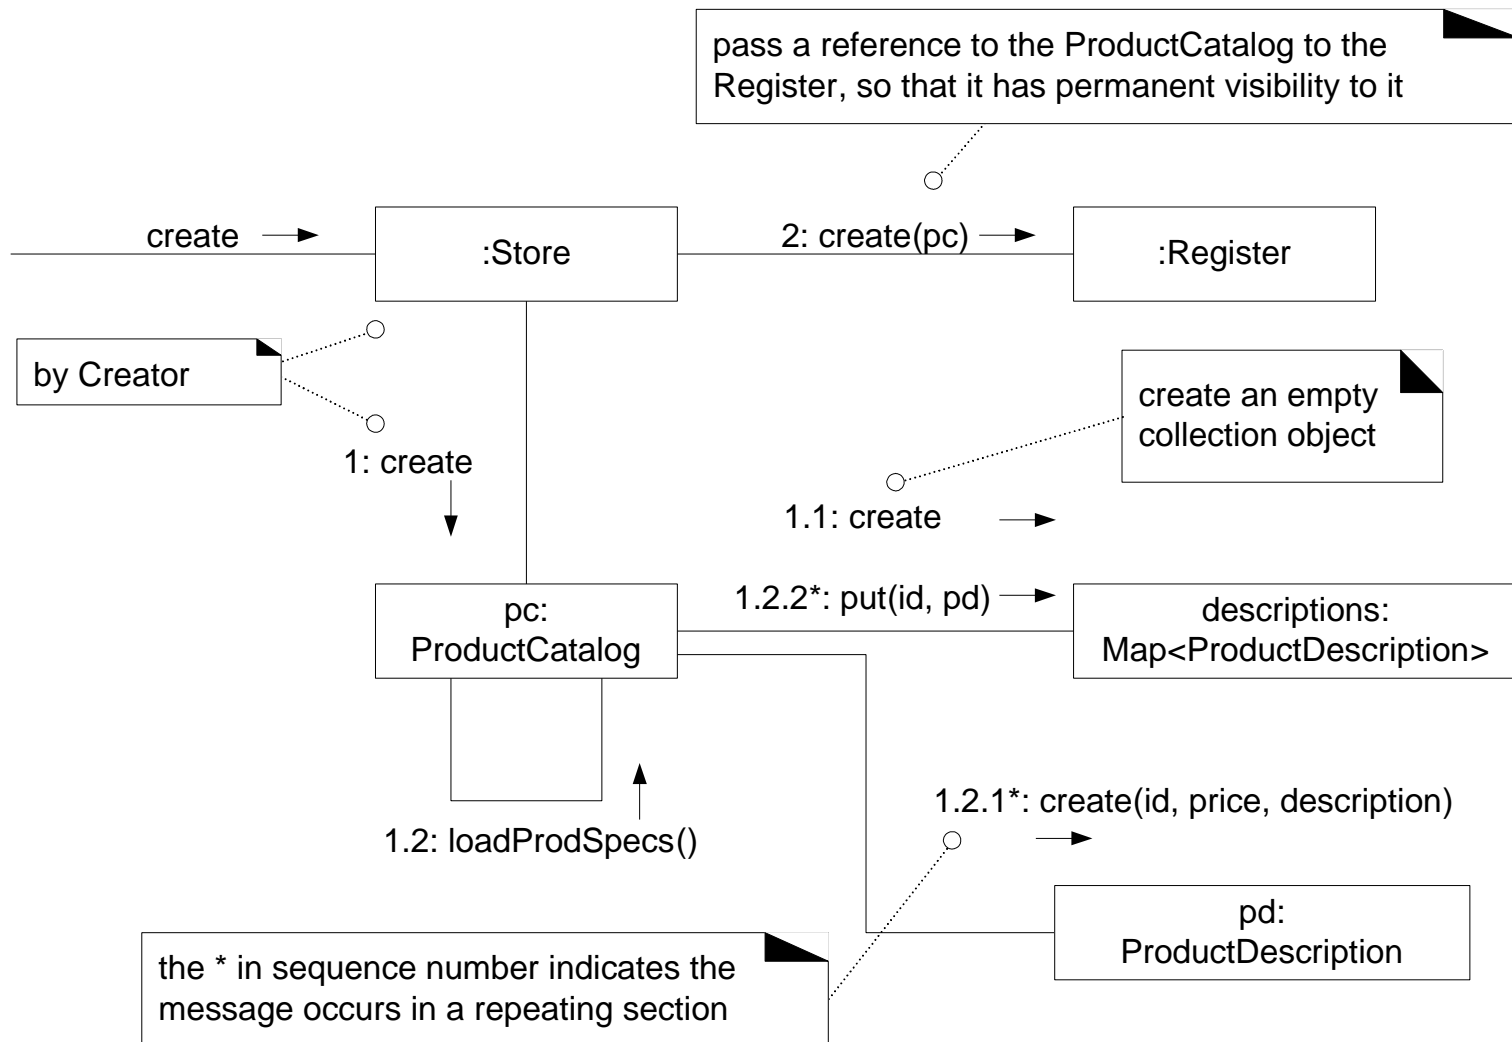 pass a reference to the ProductCatalog to the
Register, so that it has permanent visibility to it
create
:Store
2: create(pc)
:Register
by Creator
create an empty
collection object
1: create
1.1: create
1.2.2*: put(id, pd)
pc:
ProductCatalog
descriptions:
Map<ProductDescription>
1.2.1*: create(id, price, description)
1.2: loadProdSpecs()
pd:
ProductDescription
the * in sequence number indicates the
message occurs in a repeating section